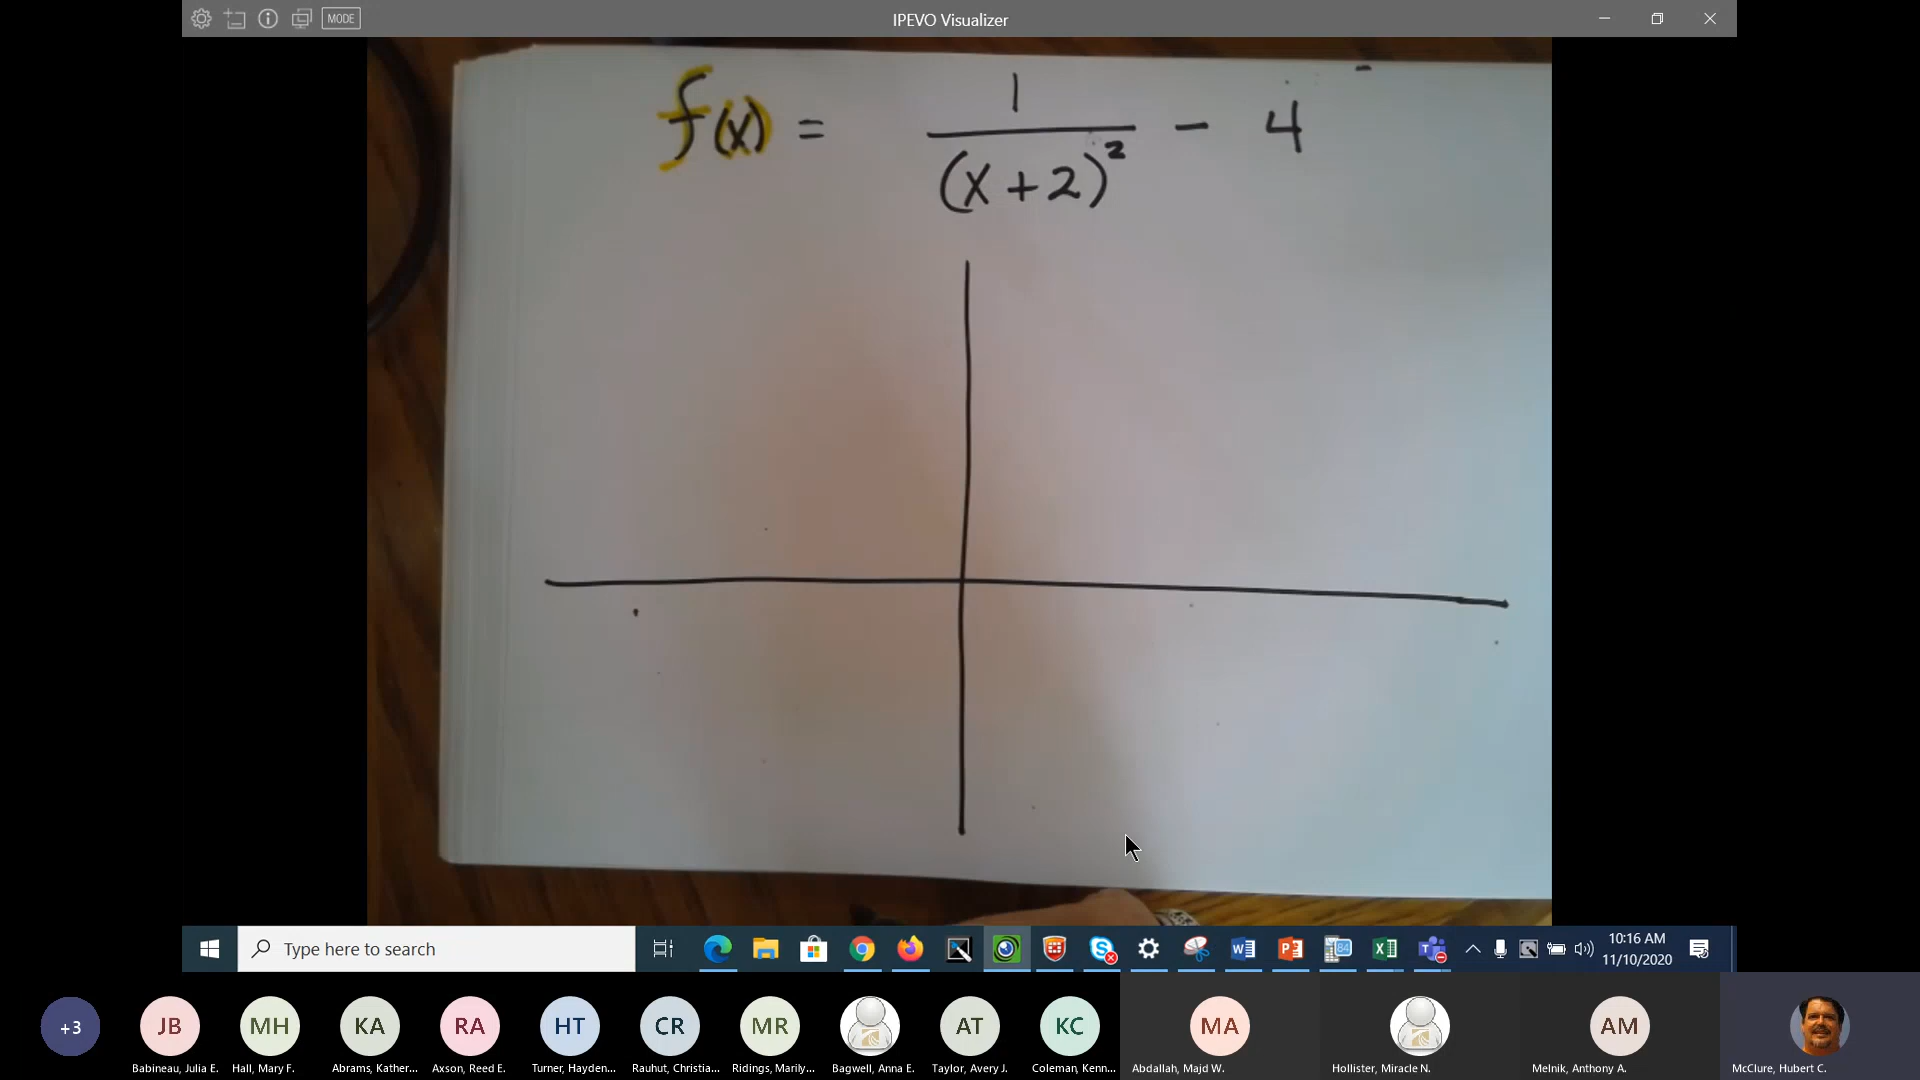 MODE
IPEVO Visualizer
f(x) = 1/(x+2)² - 4
Type here to search
10:16 AM
11/10/2020
+3
JB
MH
KA
RA
HT
CR
MR
AT
KC
MA
AM
Babineau, Julia E.
Hall, Mary F.
Abrams, Kather...
Axson, Reed E.
Turner, Hayden...
Rauhut, Christia...
Ridings, Marily...
Bagwell, Anna E.
Taylor, Avery J.
Coleman, Kenn...
Abdallah, Majd W.
Hollister, Miracle N.
Melnik, Anthony A.
McClure, Hubert C.